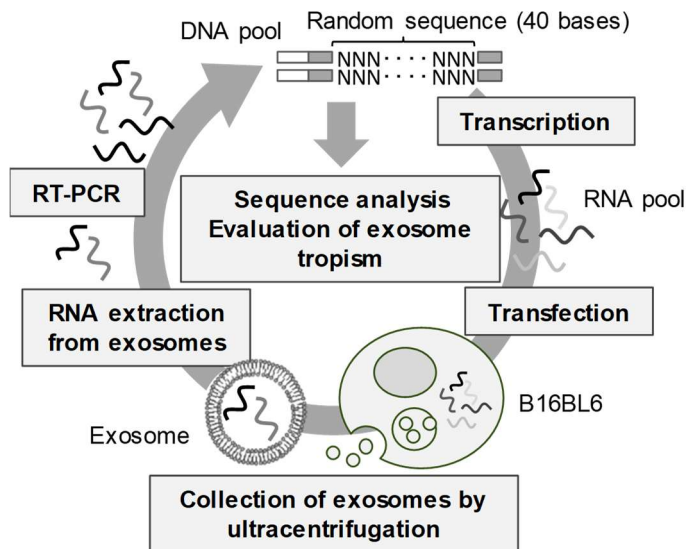 DNA pool
Random sequence (40 bases)
NNN···· NNN
NNN···· NNN
Transcription
RNA pool
Transfection
B16BL6
Collection of exosomes by
ultracentrifugation
Exosome
RNA extraction
from exosomes
RT-PCR
Sequence analysis
Evaluation of exosome
tropism